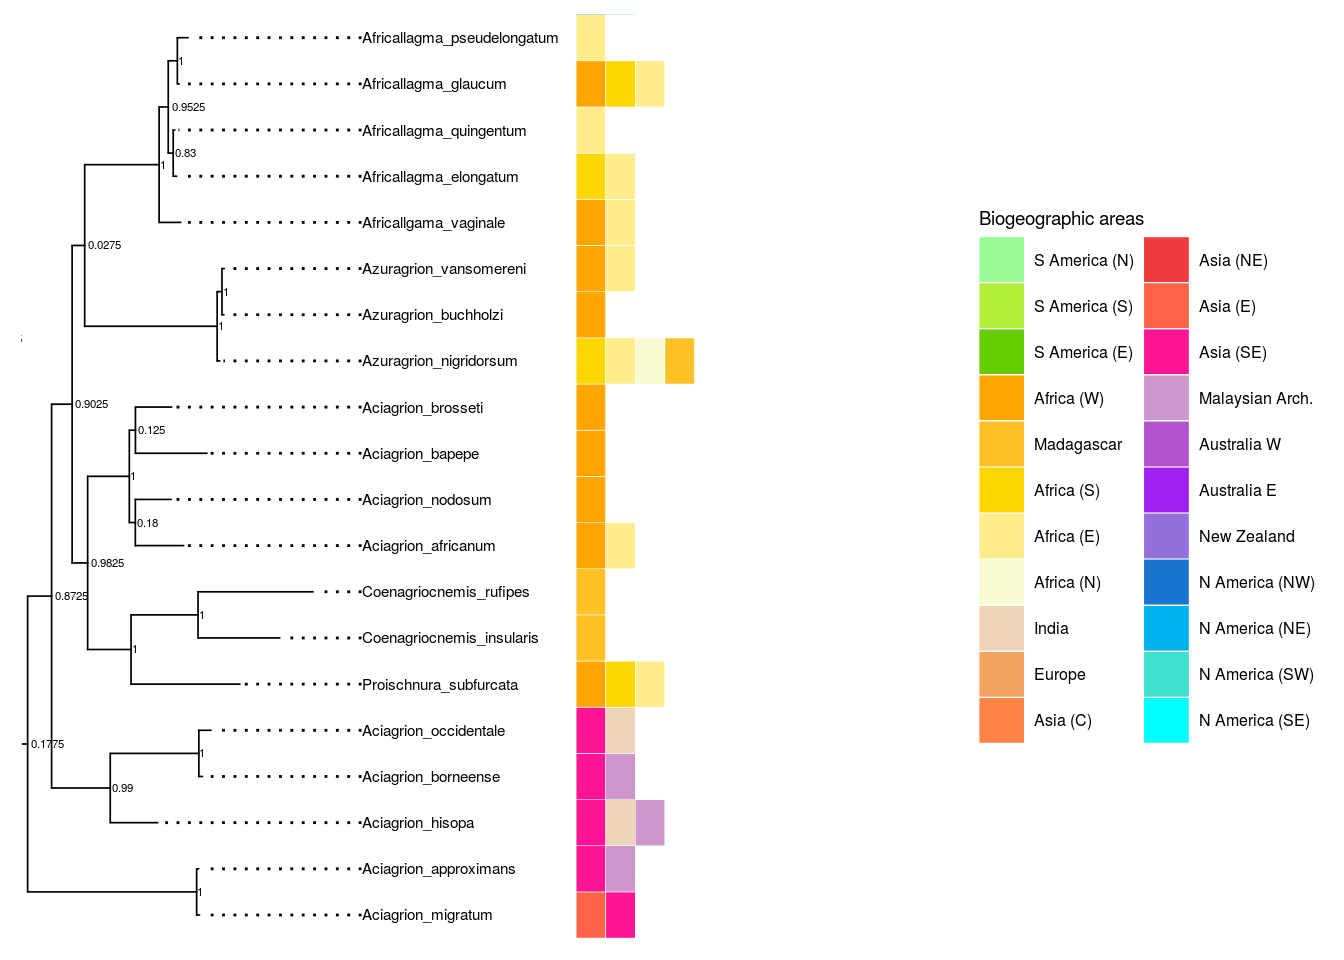 Africallagma_pseudelongatum
1
Africallagma_glaucum
0.9525
Africallagma_quingentum
0.83
1
Africallagma_elongatum
Africallgama_vaginale
0.0275
Azuragrion_vansomereni
1
Azuragrion_buchholzi
1
Azuragrion_nigridorsum
0.9025
Aciagrion_brosseti
0.125
Aciagrion_bapepe
1
Aciagrion_nodosum
0.18
Aciagrion_africanum
0.9825
Coenagriocnemis_rufipes
0.8725
1
Coenagriocnemis_insularis
1
Proischnura_subfurcata
Aciagrion_occidentale
0.1775
1
Aciagrion_borneense
0.99
Aciagrion_hisopa
Aciagrion_approximans
1
Aciagrion_migratum
Biogeographic areas
S America (N)
S America (S)
S America (E)
Africa (W)
Madagascar
Africa (S)
Africa (E)
Africa (N)
India
Europe
Asia (C)
Asia (NE)
Asia (E)
Asia (SE)
Malaysian Arch.
Australia W
Australia E
New Zealand
N America (NW)
N America (NE)
N America (SW)
N America (SE)